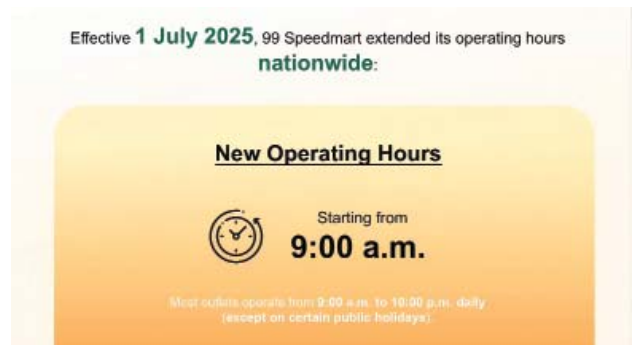 Effective 1 July 2025, 99 Speedmart extended its operating hours
nationwide:
New Operating Hours
Starting from
9:00 a.m.
Most outlets operate from 9:00 a.m. to 10:00 p.m. daily
(except on certain public holidays).